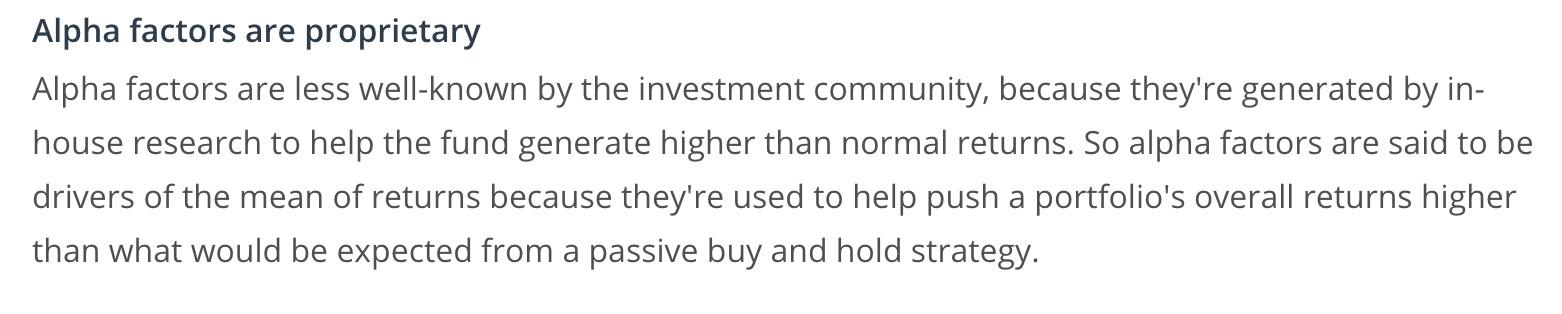 Alpha factors are proprietary
Alpha factors are less well-known by the investment community, because they're generated by in-
house research to help the fund generate higher than normal returns. So alpha factors are said to be
drivers of the mean of returns because they're used to help push a portfolio's overall returns higher
than what would be expected from a passive buy and hold strategy.